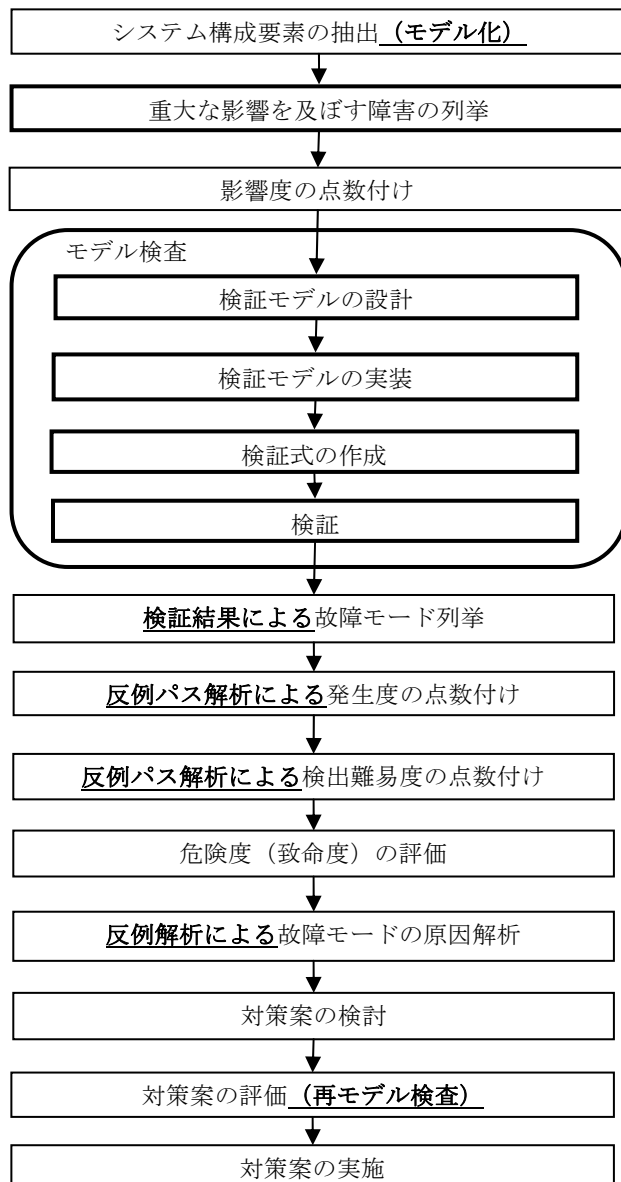 システム構成要素の抽出（モデル化）
重大な影響を及ぼす障害の列挙
影響度の点数付け
モデル検査
検証モデルの設計
検証モデルの実装
検証式の作成
検証
検証結果による故障モード列挙
反例パス解析による発生度の点数付け
反例パス解析による検出難易度の点数付け
危険度（致命度）の評価
反例解析による故障モードの原因解析
対策案の検討
対策案の評価（再モデル検査）
対策案の実施